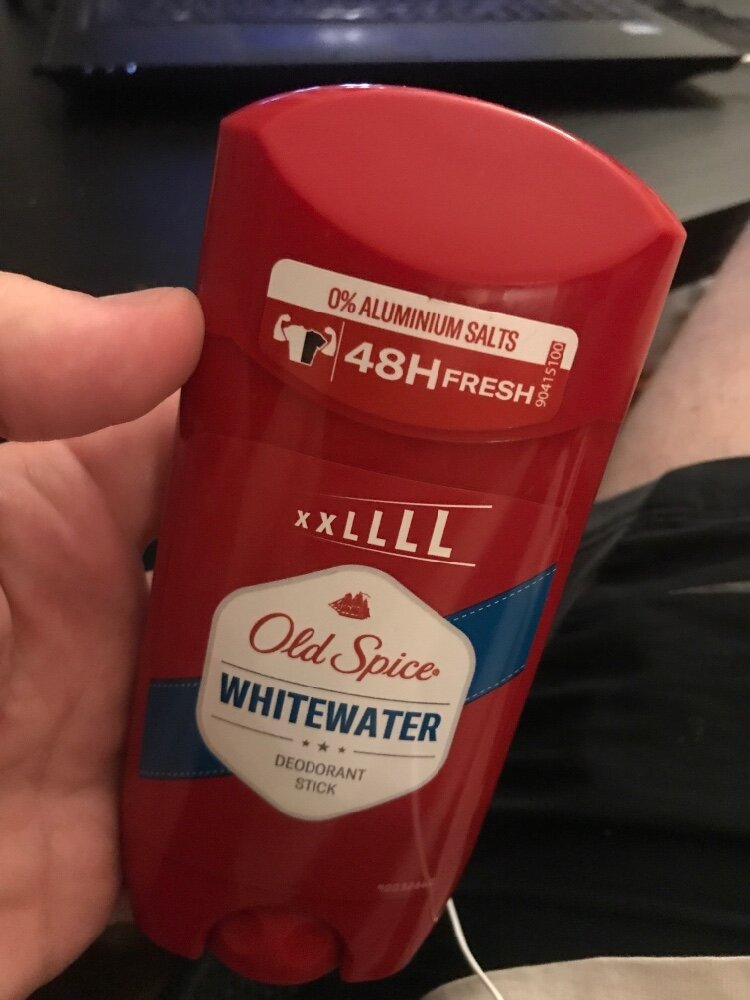 0% ALUMINIUM SALTS
48H FRESH
90415100
XXLLLL
Old Spice
WHITEWATER
DEODORANT
STICK